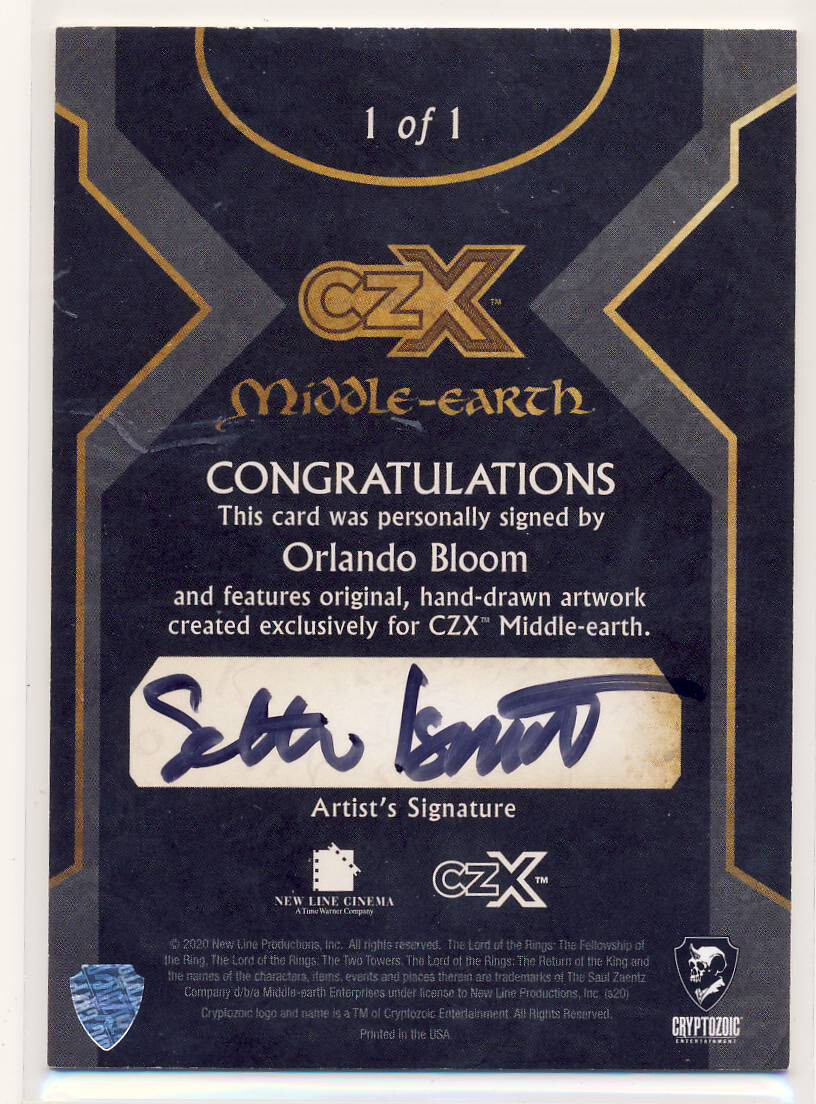 1 of 1
CZX™
Middle-earth
CONGRATULATIONS
This card was personally signed by
Orlando Bloom
and features original, hand-drawn artwork
created exclusively for CZX™ Middle-earth.
Artist's Signature
NEW LINE CINEMA
A Time Warner Company
CZX™
© 2020 New Line Productions, Inc. All rights reserved. The Lord of the Rings: The Fellowship of
the Ring, The Lord of the Rings: The Two Towers, The Lord of the Rings: The Return of the King and
the names of the characters, items, events and places therein are trademarks of The Saul Zaentz
Company d/b/a Middle-earth Enterprises under license to New Line Productions, Inc. (s20)
Cryptozoic logo and name is a TM of Cryptozoic Entertainment. All Rights Reserved.
Printed in the USA.
CRYPTOZOIC
ENTERTAINMENT